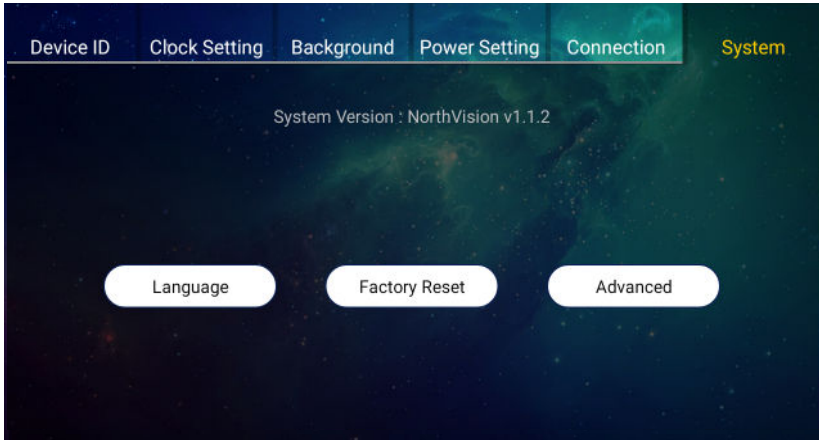 Device ID Clock Setting Background Power Setting Connection System
System Version : NorthVision v1.1.2
Language Factory Reset Advanced